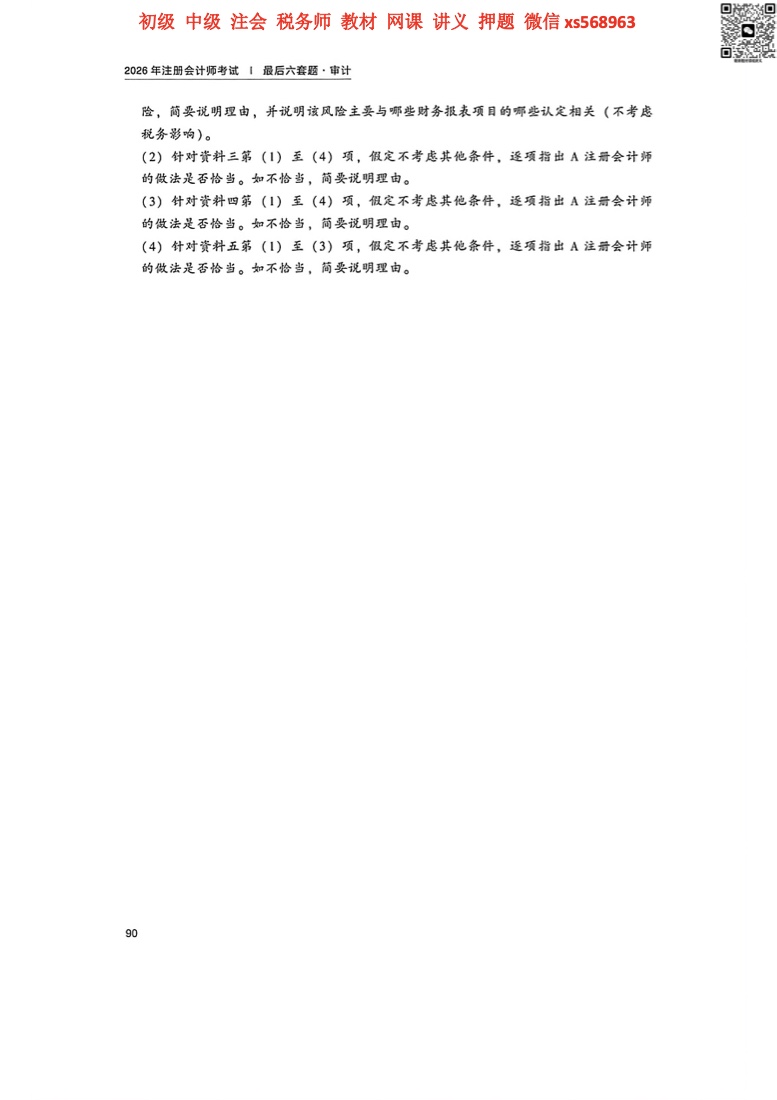 初级 中级 注会 税务师 教材 网课 讲义 押题 微信 xs568963
2026 年注册会计师考试 | 最后六套题·审计
险，简要说明理由，并说明该风险主要与哪些财务报表项目的哪些认定相关（不考虑
税务影响）。
（2）针对资料三第（1）至（4）项，假定不考虑其他条件，逐项指出 A 注册会计师
的做法是否恰当。如不恰当，简要说明理由。
（3）针对资料四第（1）至（4）项，假定不考虑其他条件，逐项指出 A 注册会计师
的做法是否恰当。如不恰当，简要说明理由。
（4）针对资料五第（1）至（3）项，假定不考虑其他条件，逐项指出 A 注册会计师
的做法是否恰当。如不恰当，简要说明理由。
90